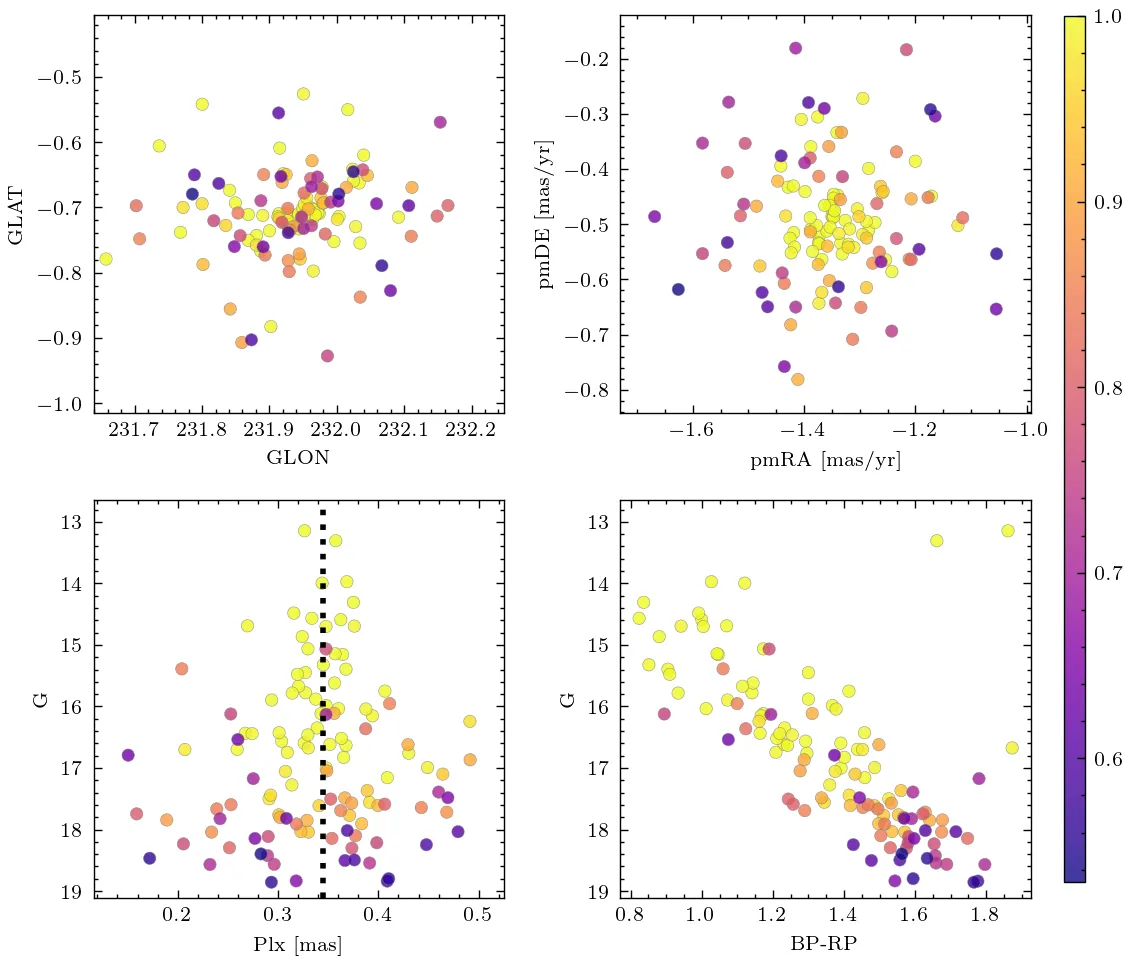 −0.5
−0.6
−0.7
−0.8
−0.9
−1.0
GLAT
231.7 231.8 231.9 232.0 232.1 232.2
GLON
−0.2
−0.3
−0.4
−0.5
−0.6
−0.7
−0.8
pmDE [mas/yr]
−1.6 −1.4 −1.2 −1.0
pmRA [mas/yr]
1.0
0.9
0.8
0.7
0.6
13
14
15
16
17
18
19
G
0.2 0.3 0.4 0.5
Plx [mas]
13
14
15
16
17
18
19
G
0.8 1.0 1.2 1.4 1.6 1.8
BP-RP